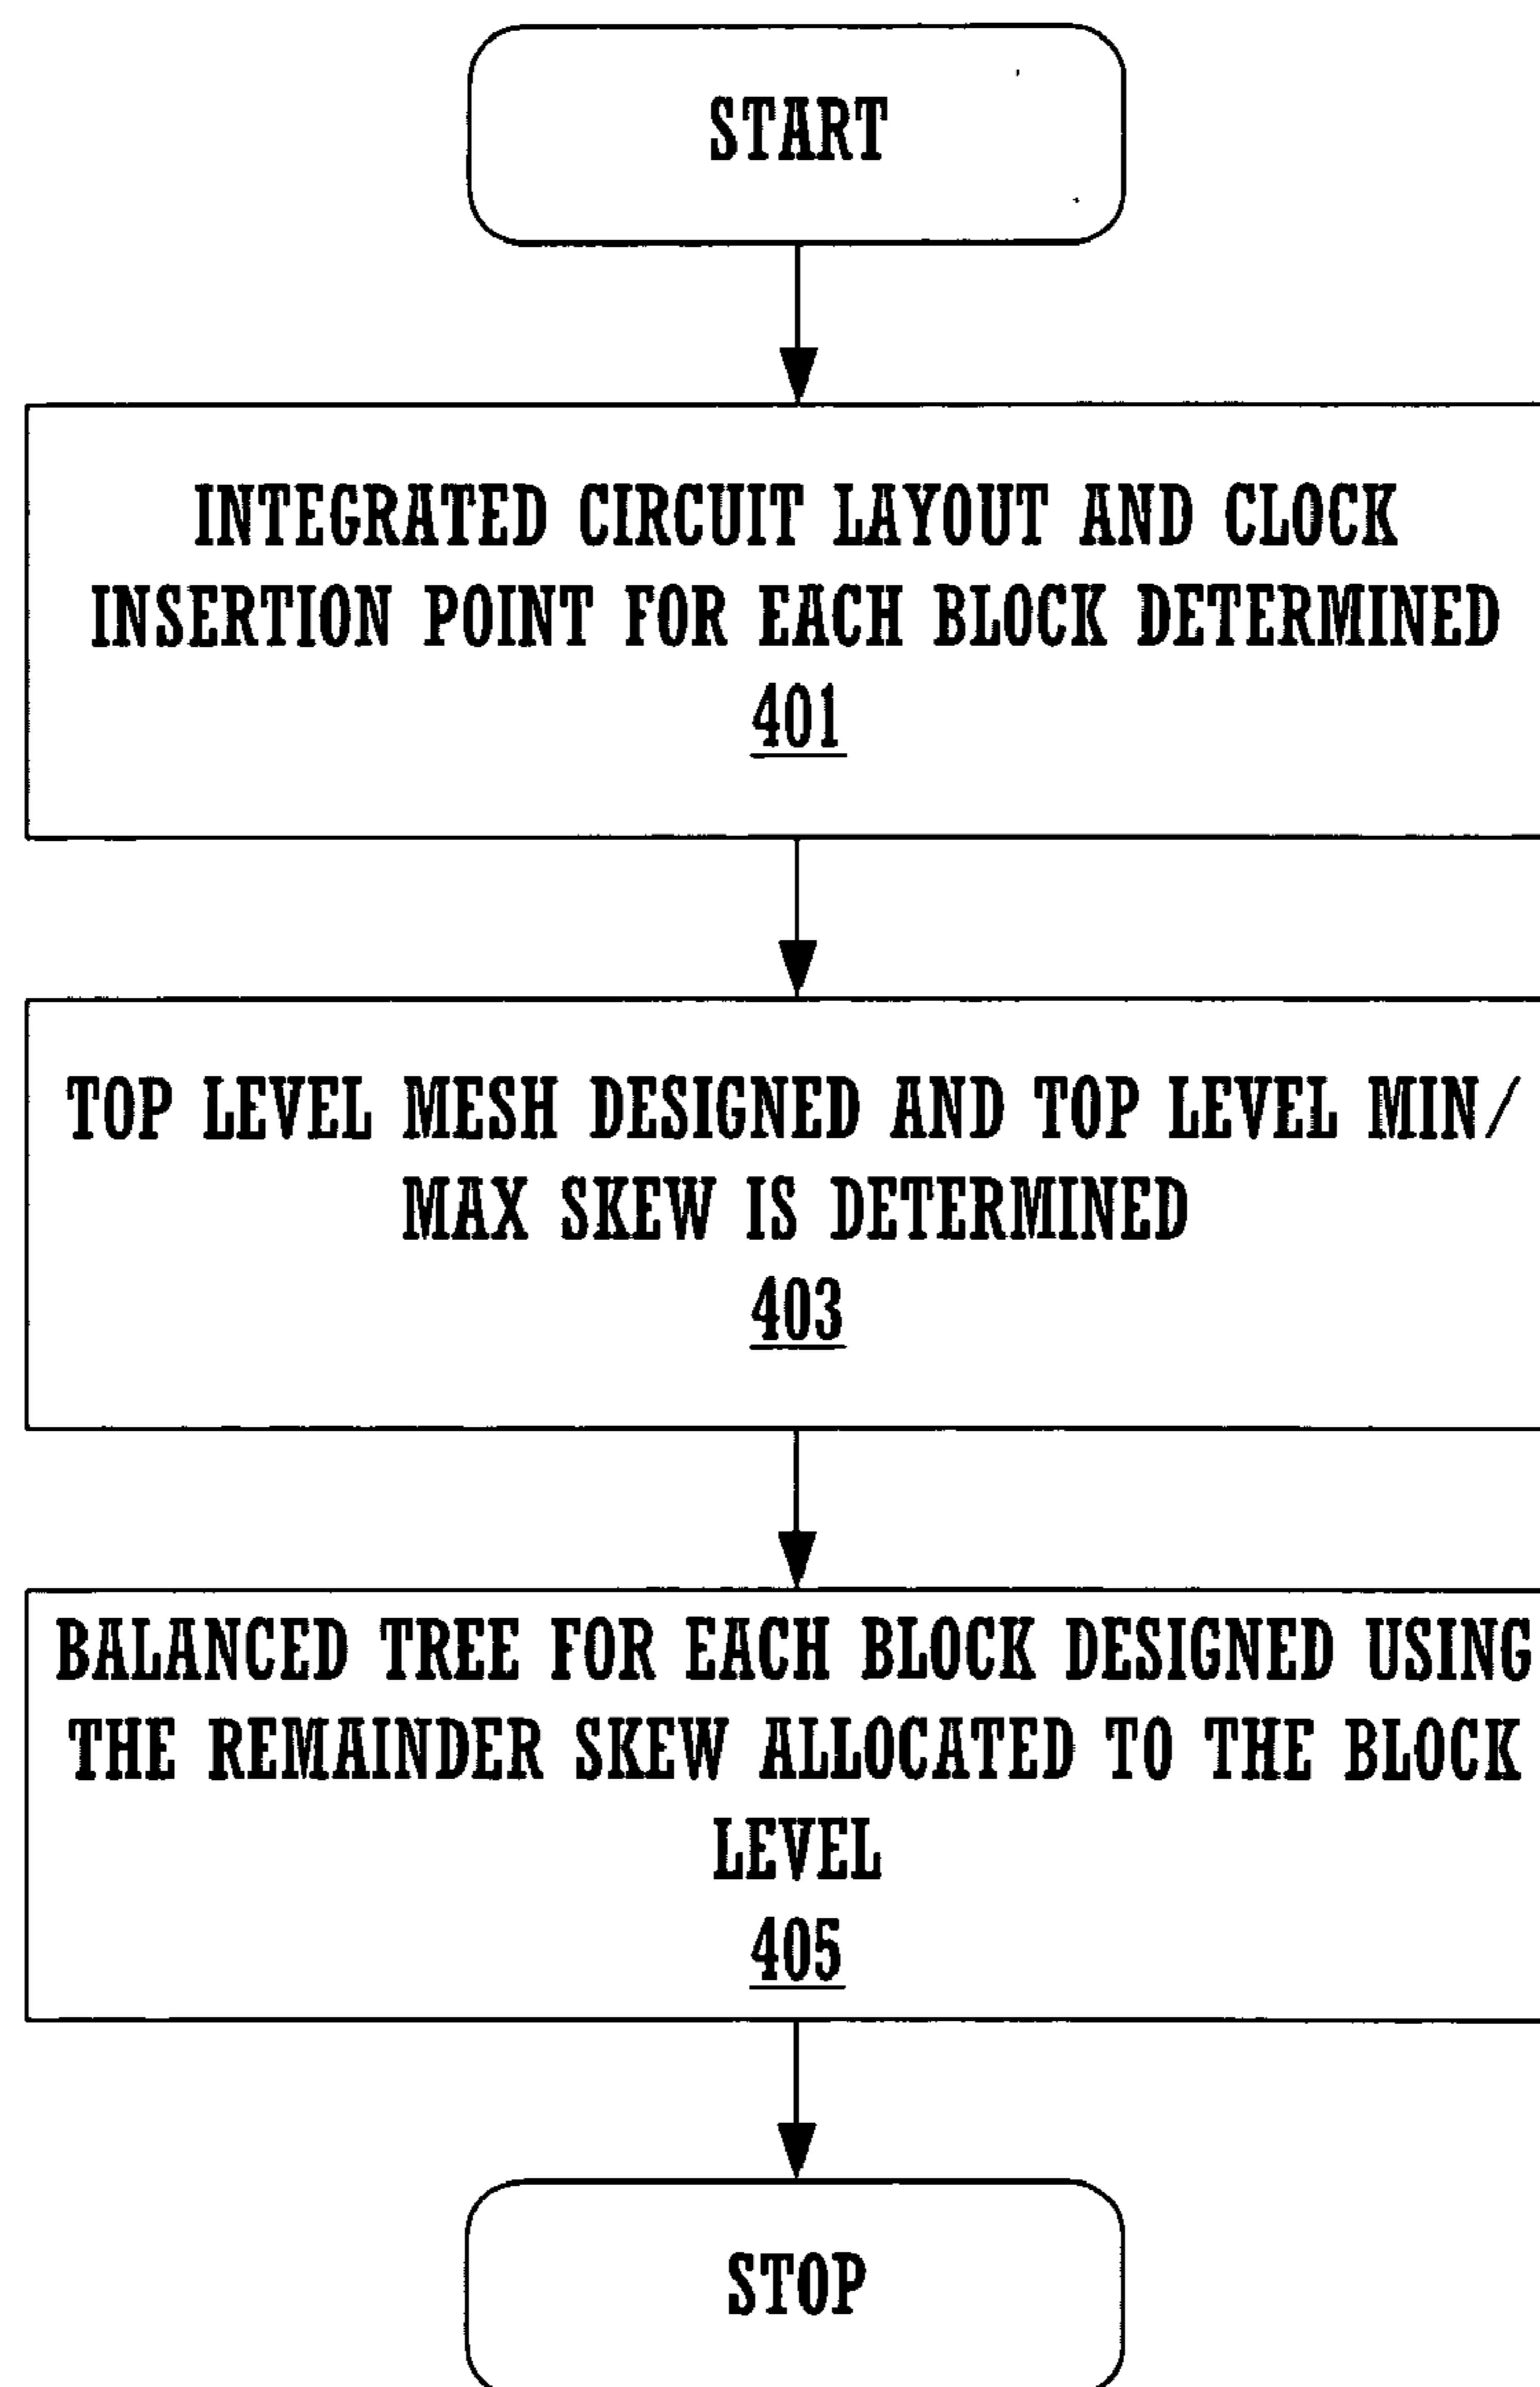 START
INTEGRATED CIRCUIT LAYOUT AND CLOCK
INSERTION POINT FOR EACH BLOCK DETERMINED
401
TOP LEVEL MESH DESIGNED AND TOP LEVEL MIN/
MAX SKEW IS DETERMINED
403
BALANCED TREE FOR EACH BLOCK DESIGNED USING
THE REMAINDER SKEW ALLOCATED TO THE BLOCK
LEVEL
405
STOP